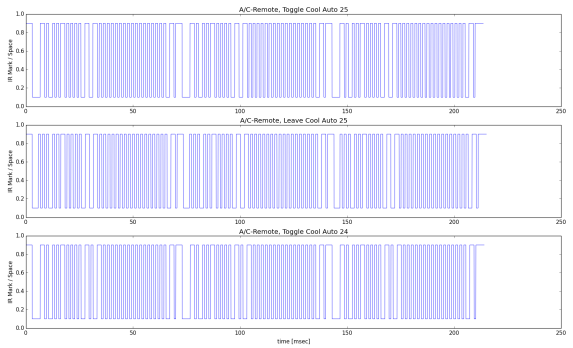 A/C-Remote, Toggle Cool Auto 25
1.0
0.8
0.6
0.4
0.2
0.0
IR Mark / Space
0 50 100 150 200 250
A/C-Remote, Leave Cool Auto 25
1.0
0.8
0.6
0.4
0.2
0.0
IR Mark / Space
0 50 100 150 200 250
A/C-Remote, Toggle Cool Auto 24
1.0
0.8
0.6
0.4
0.2
0.0
IR Mark / Space
0 50 100 150 200 250
time [msec]